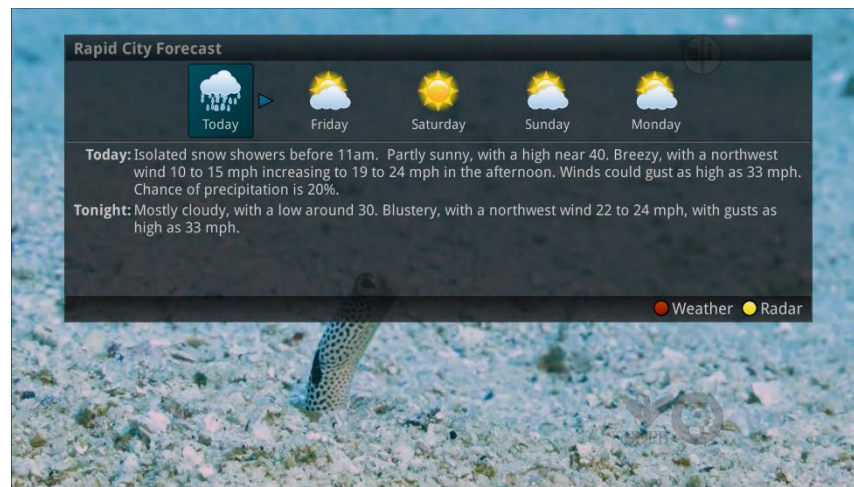 Rapid City Forecast
Today
Friday
Saturday
Sunday
Monday
Today: Isolated snow showers before 11am. Partly sunny, with a high near 40. Breezy, with a northwest
wind 10 to 15 mph increasing to 19 to 24 mph in the afternoon. Winds could gust as high as 33 mph.
Chance of precipitation is 20%.
Tonight: Mostly cloudy, with a low around 30. Blustery, with a northwest wind 22 to 24 mph, with gusts as
high as 33 mph.
Weather
Radar